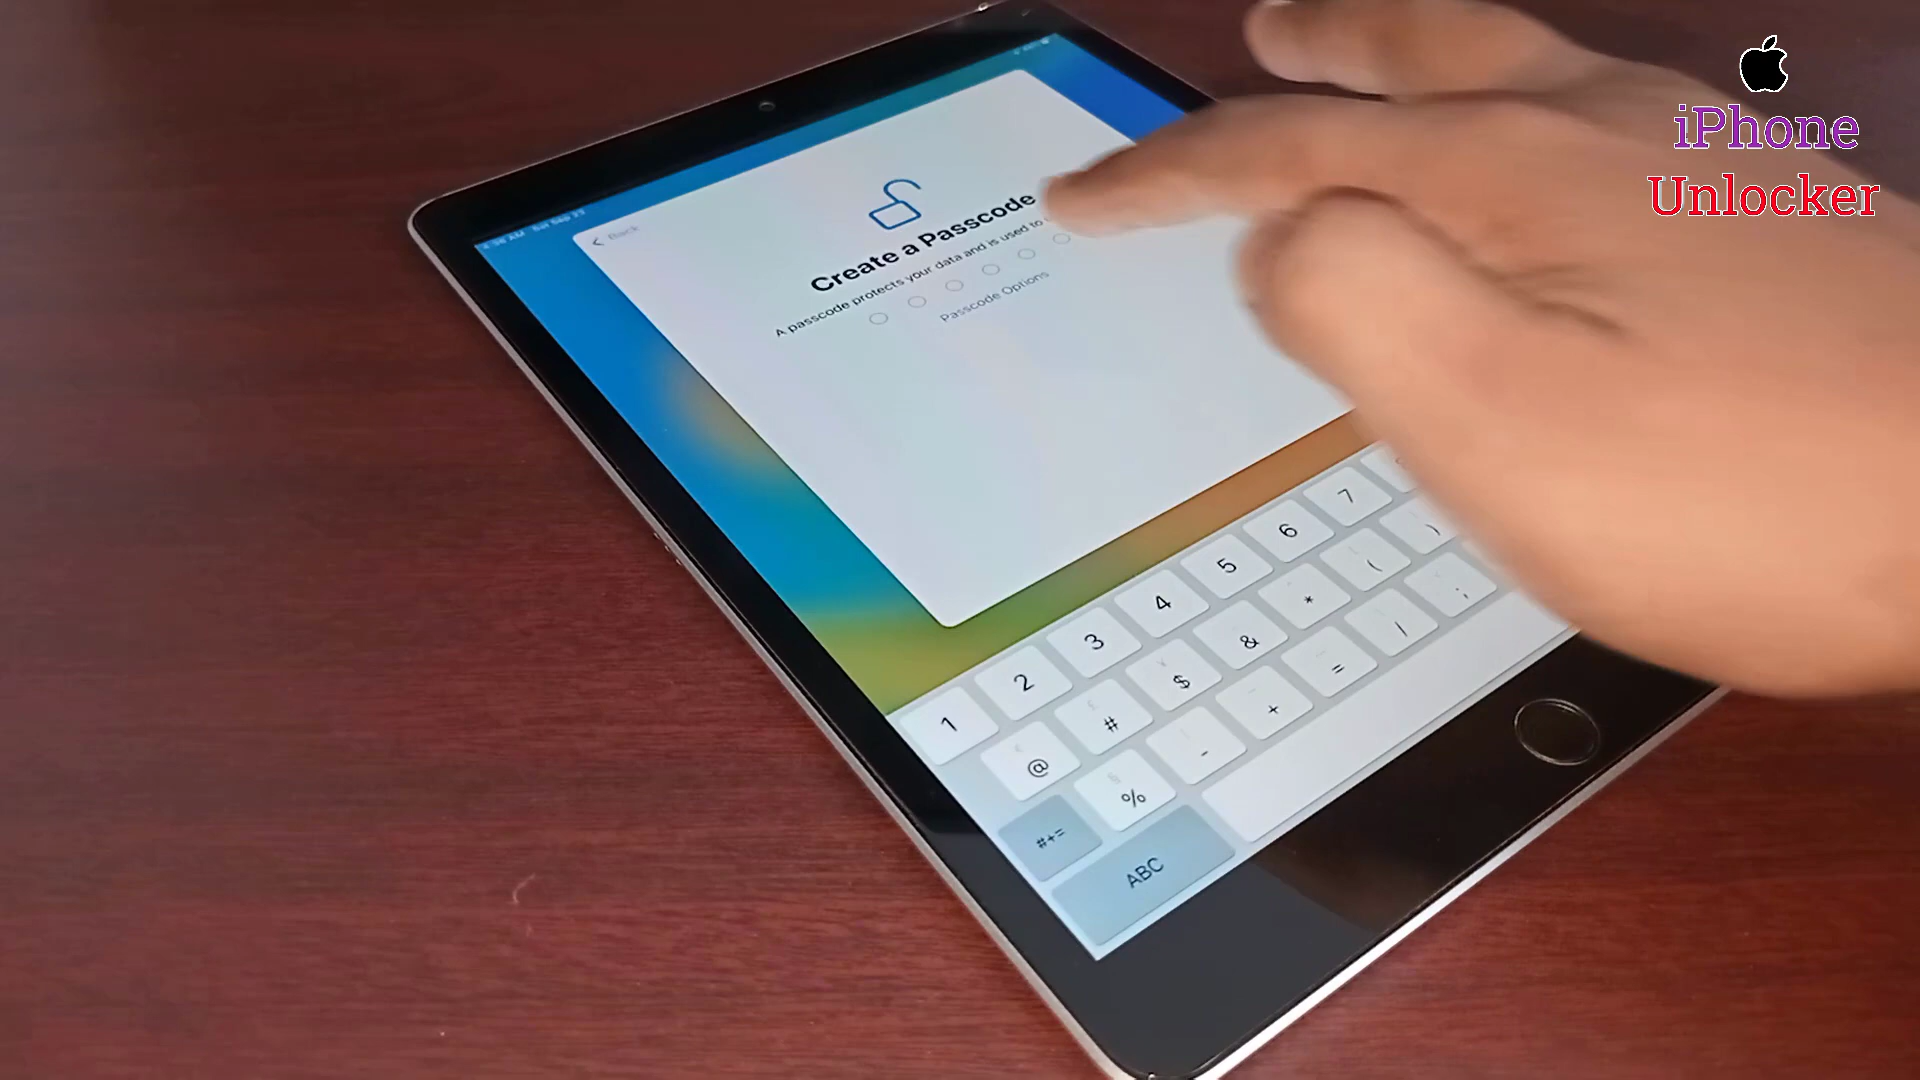 iPhone
Unlocker
Back
Create a Passcode
A passcode protects your data and is used to
Passcode Options
1 2 3 4 5 6 7
@ # $ & * ( )
#+= % - + = / ;
ABC